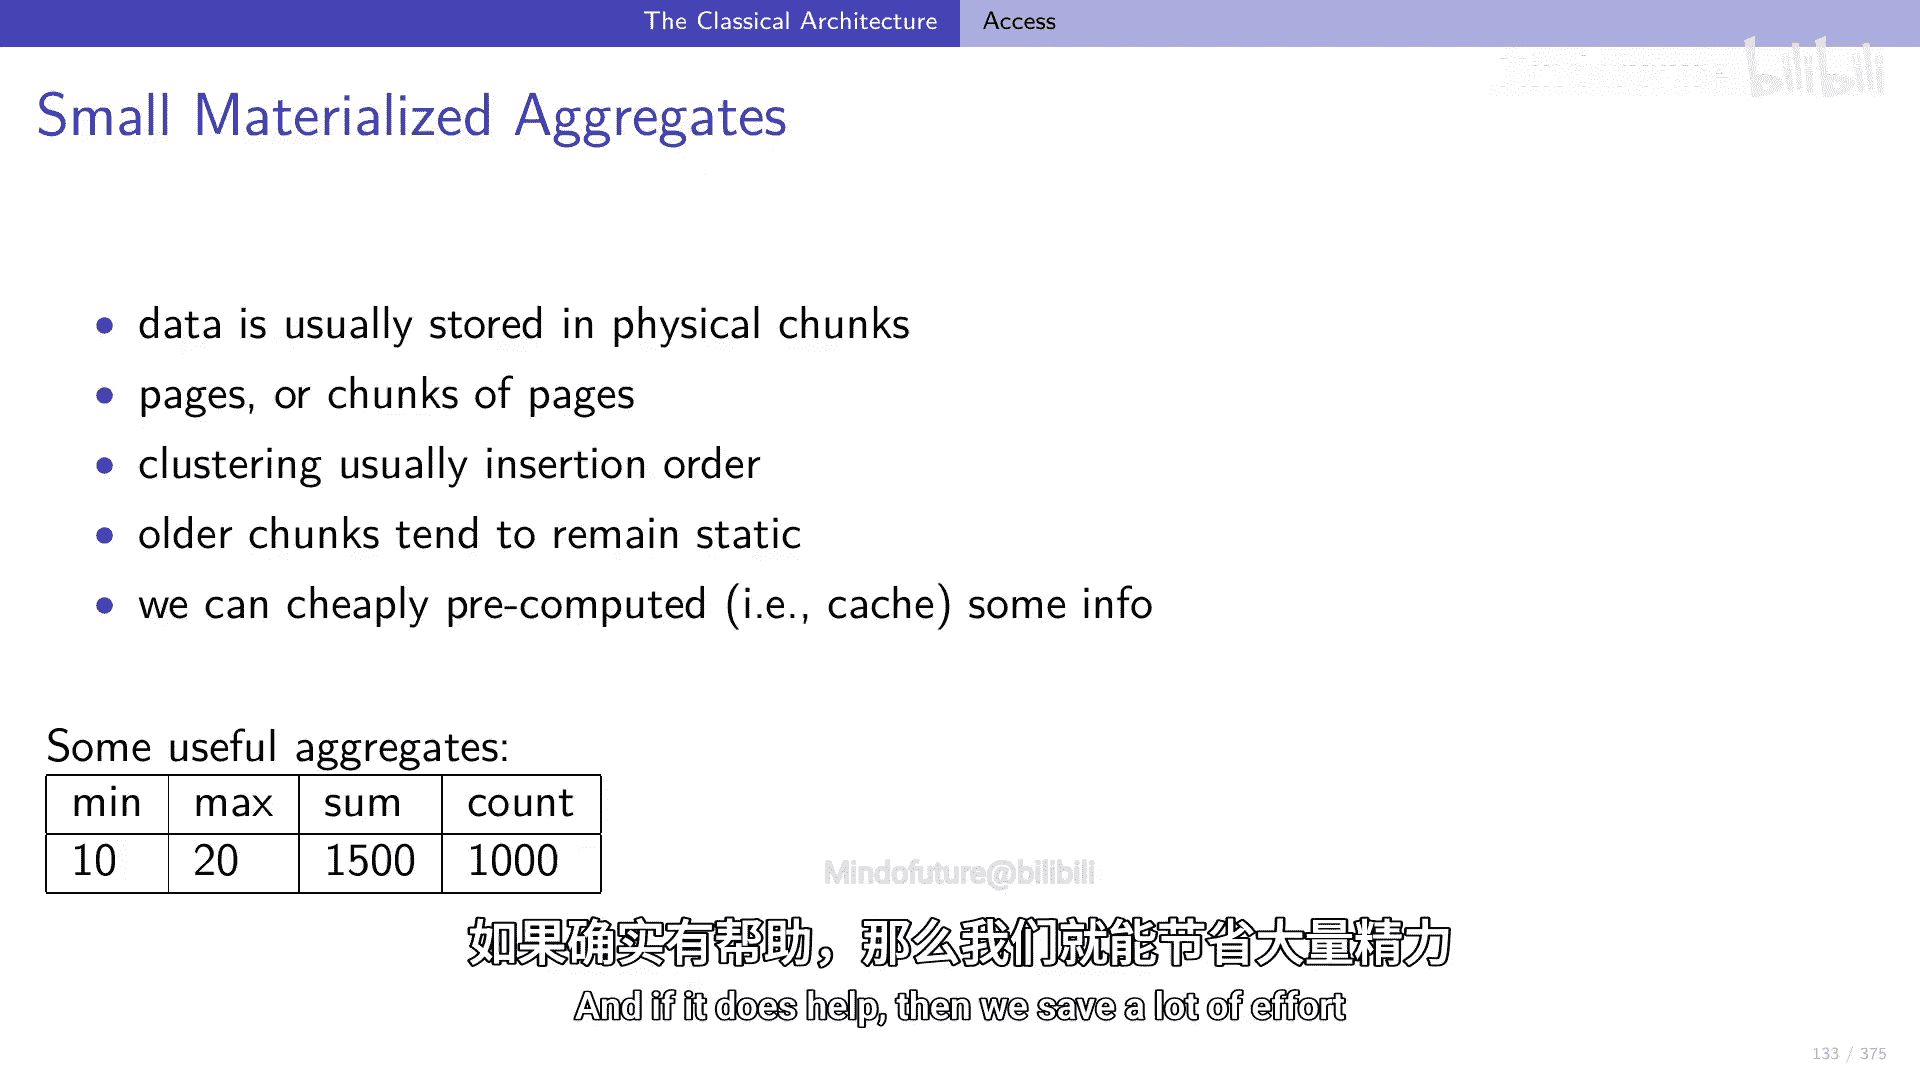 The Classical Architecture Access
bilibili
Small Materialized Aggregates
• data is usually stored in physical chunks
• pages, or chunks of pages
• clustering usually insertion order
• older chunks tend to remain static
• we can cheaply pre-computed (i.e., cache) some info
Some useful aggregates:
min max sum count
10 20 1500 1000
Mindofuture@bilibili
如果确实有帮助，那么我们就能节省大量精力
And if it does help, then we save a lot of effort
133 / 375